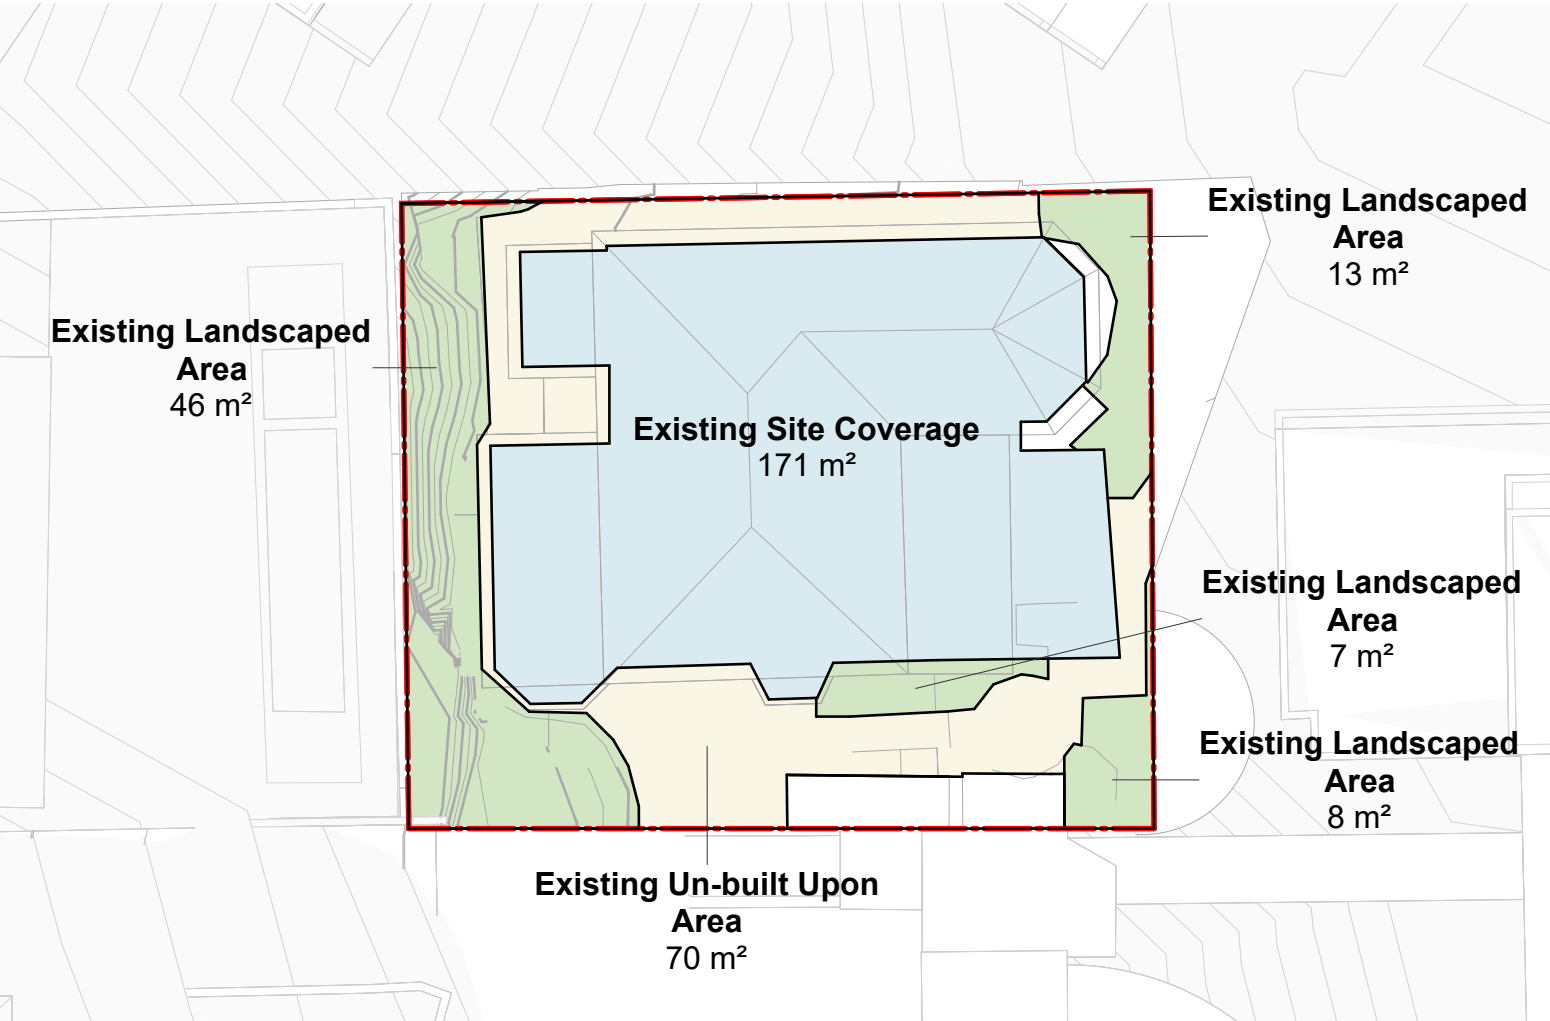 Existing Landscaped
Area
13 m²
Existing Landscaped
Area
46 m²
Existing Site Coverage
171 m²
Existing Landscaped
Area
7 m²
Existing Landscaped
Area
8 m²
Existing Un-built Upon
Area
70 m²